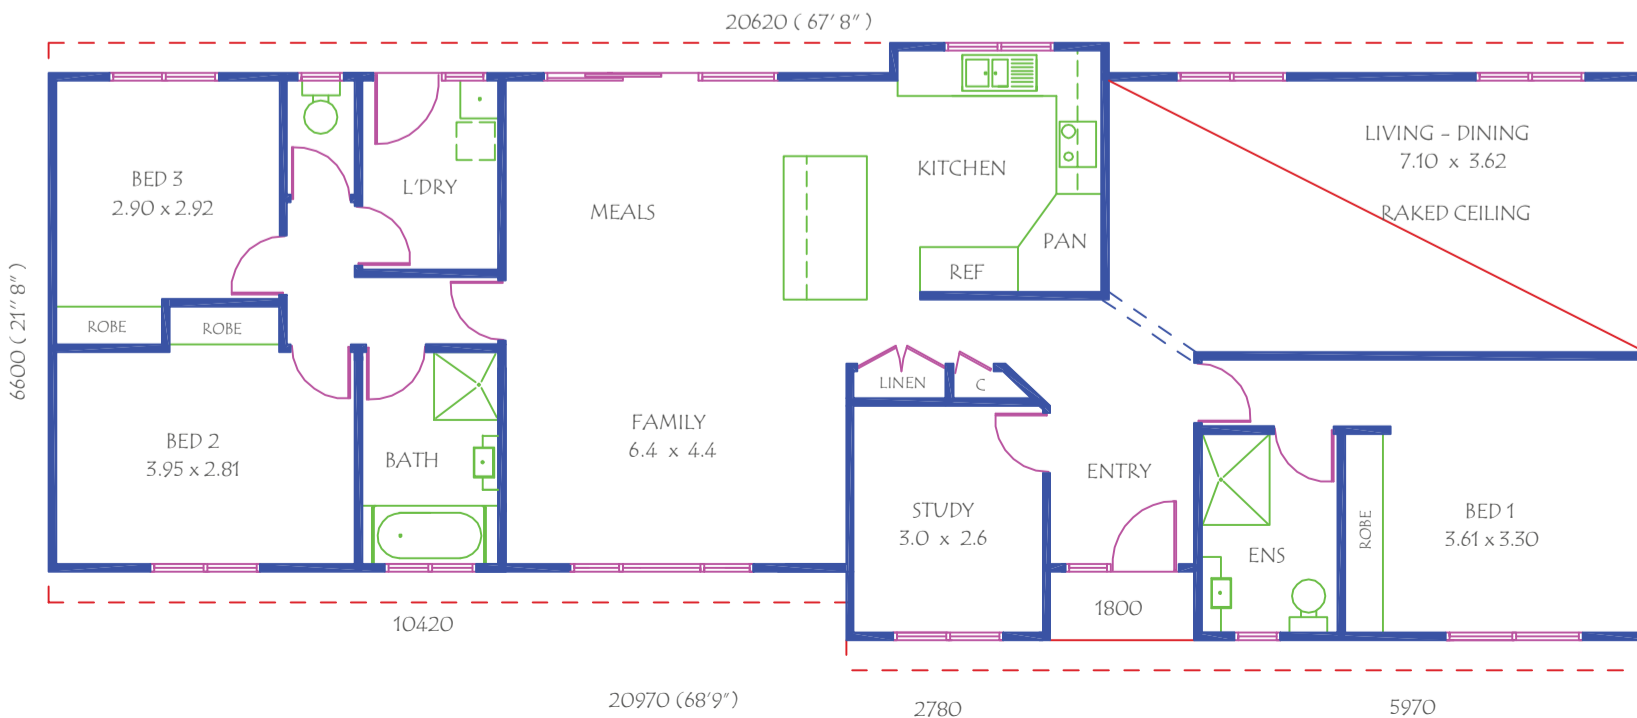 20620 ( 67' 8" )
LIVING - DINING
7.10 x 3.62
RAKED CEILING
BED 3
2.90 x 2.92
L'DRY
MEALS
KITCHEN
PAN
REF
6600 ( 21" 8" )
ROBE
ROBE
LINEN
C
BED 2
3.95 x 2.81
BATH
FAMILY
6.4 x 4.4
ENTRY
STUDY
3.0 x 2.6
ENS
ROBE
BED 1
3.61 x 3.30
1800
10420
20970 (68'9")
2780
5970